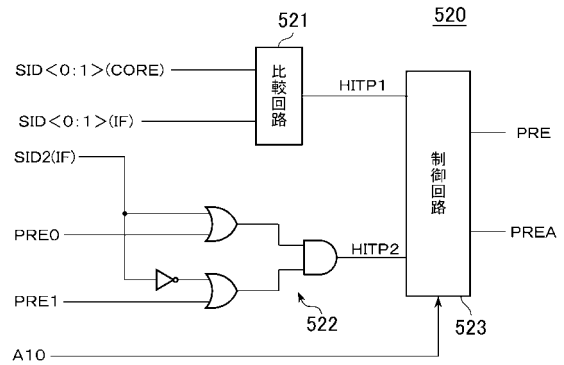 521
520
SID<0:1>(CORE)
比較回路
HITP1
SID<0:1>(IF)
PRE
SID2(IF)
制御回路
PRE0
PREA
HITP2
PRE1
522
523
A10